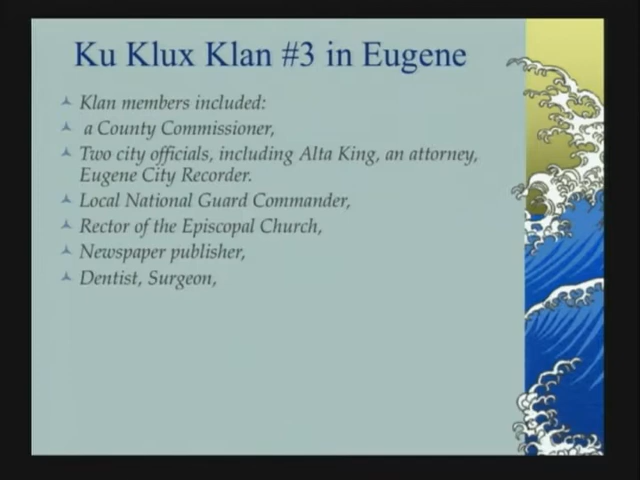 Ku Klux Klan #3 in Eugene
Klan members included:
a County Commissioner,
Two city officials, including Alta King, an attorney,
Eugene City Recorder.
Local National Guard Commander,
Rector of the Episcopal Church,
Newspaper publisher,
Dentist, Surgeon,